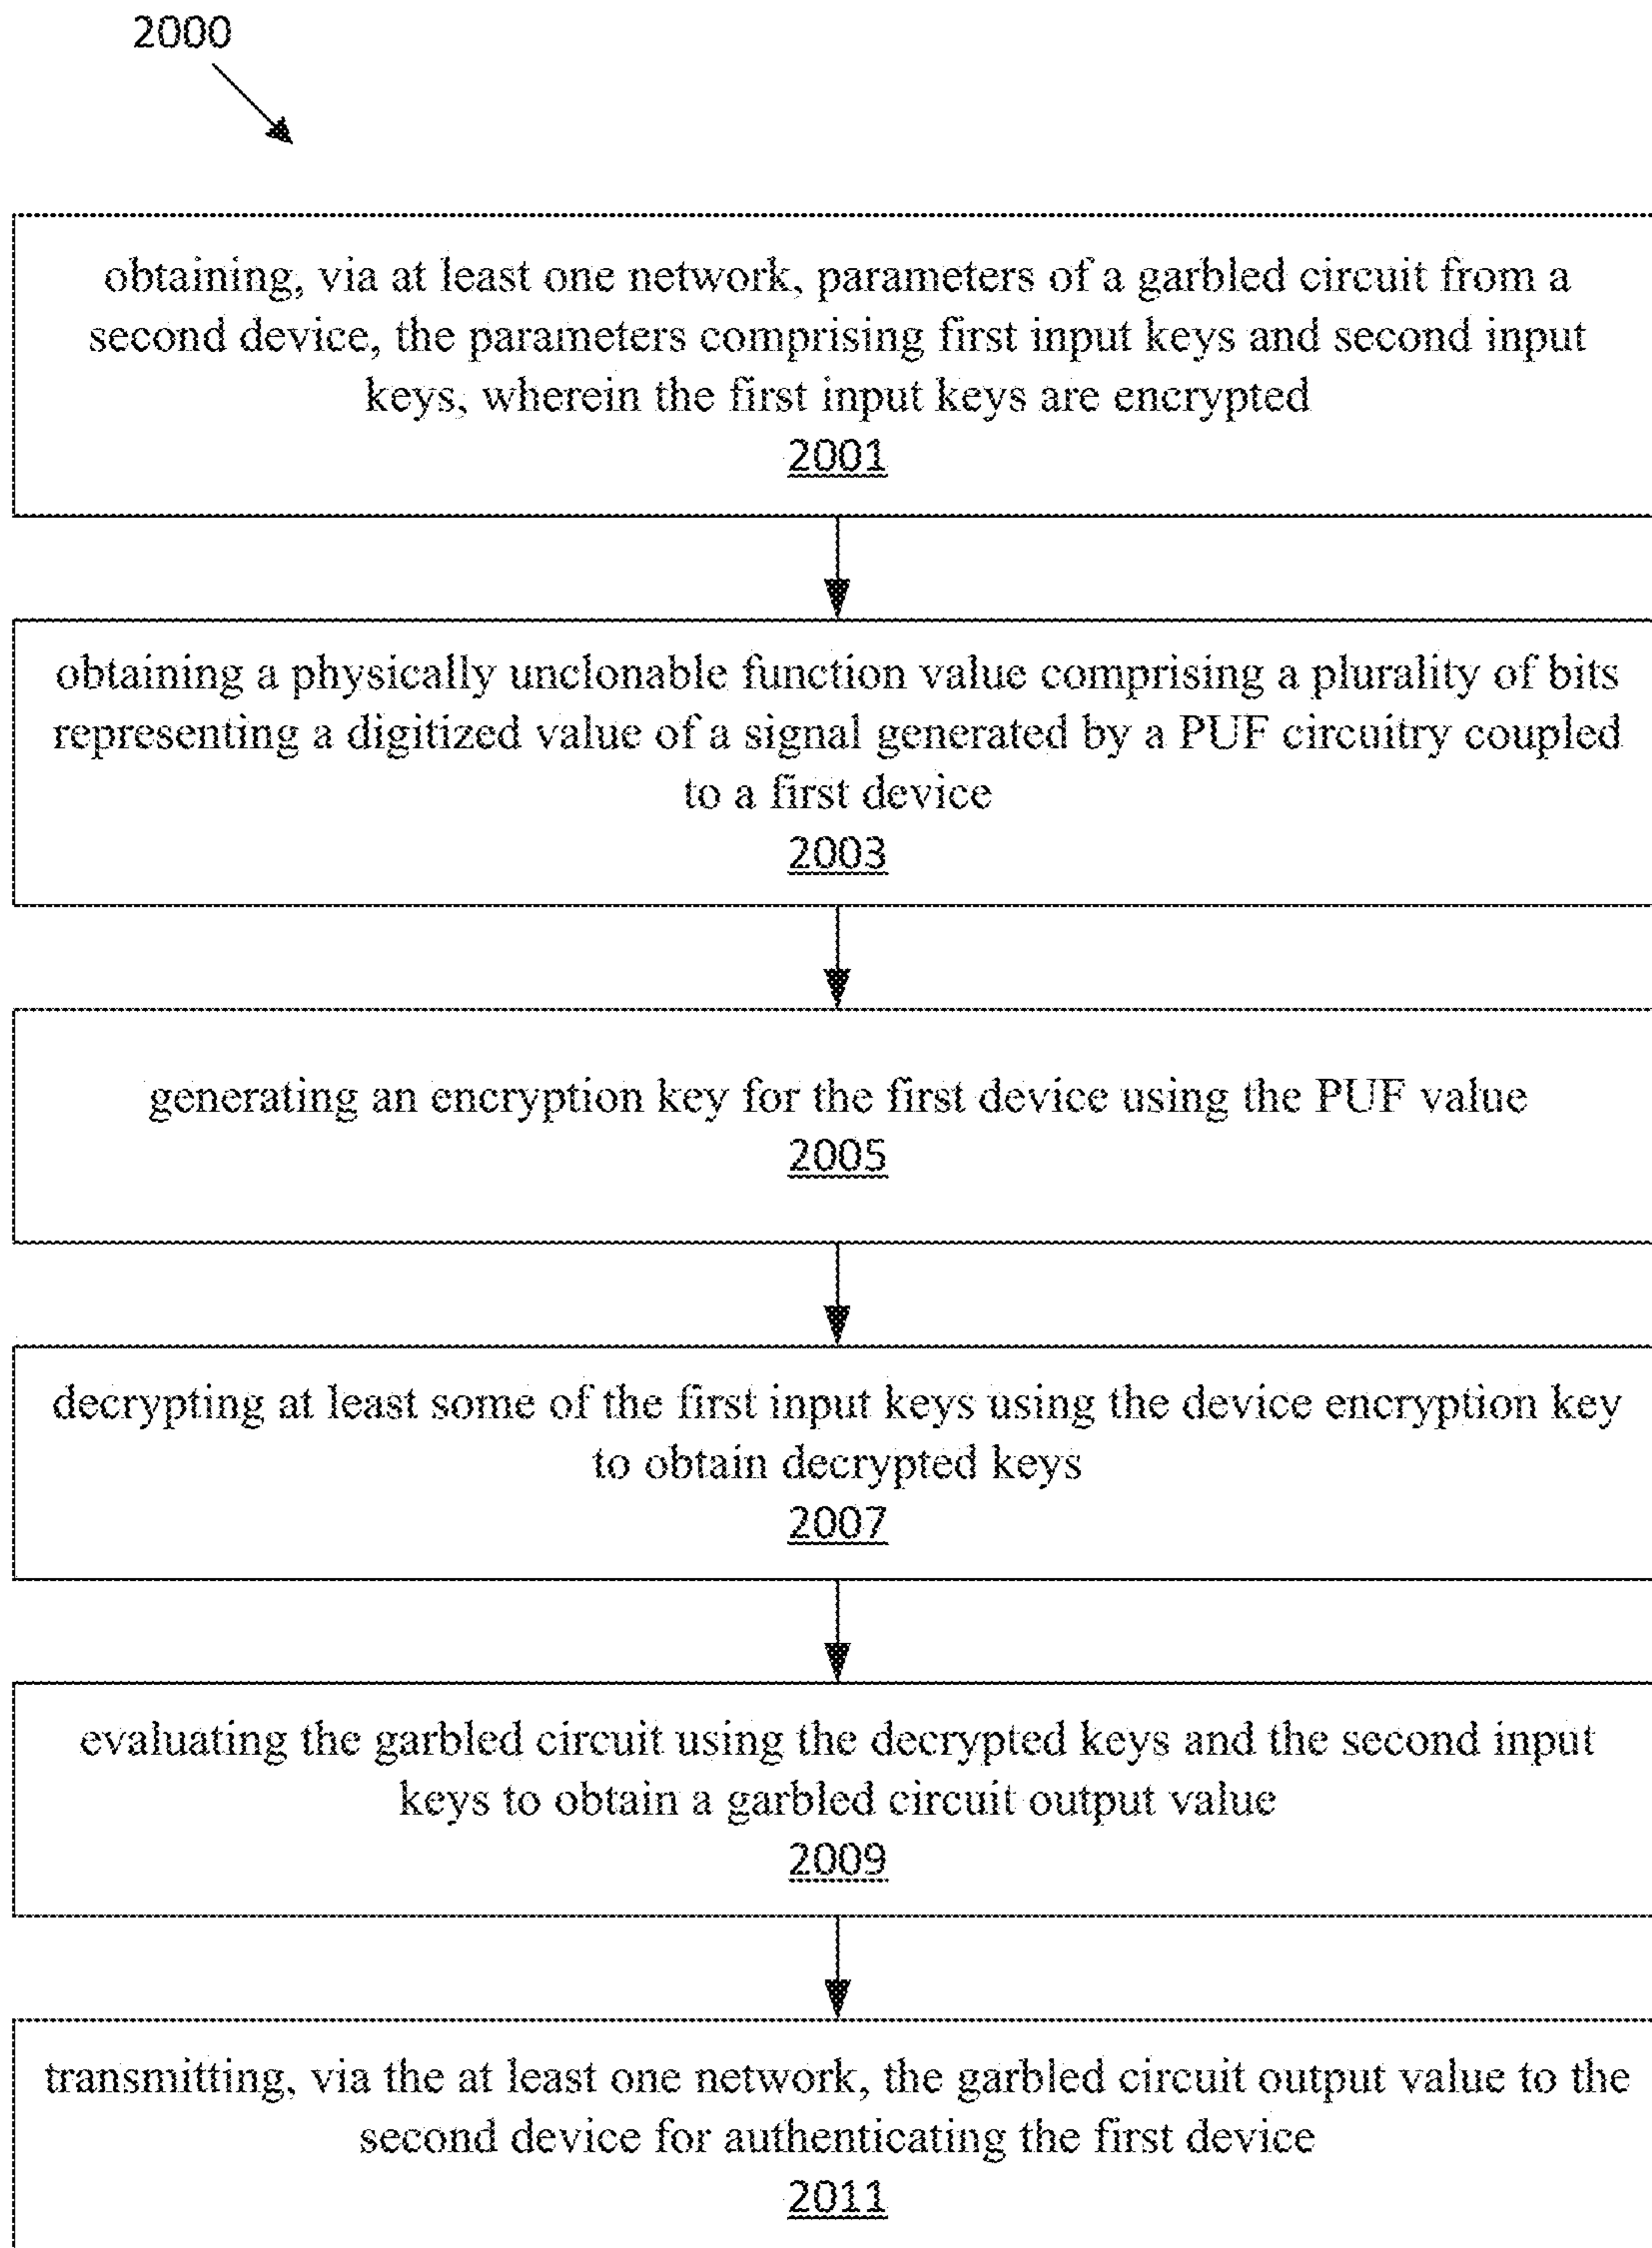 2000
obtaining, via at least one network, parameters of a garbled circuit from a
second device, the parameters comprising first input keys and second input
keys, wherein the first input keys are encrypted
2001
obtaining a physically unclonable function value comprising a plurality of bits
representing a digitized value of a signal generated by a PUF circuitry coupled
to a first device
2003
generating an encryption key for the first device using the PUF value
2005
decrypting at least some of the first input keys using the device encryption key
to obtain decrypted keys
2007
evaluating the garbled circuit using the decrypted keys and the second input
keys to obtain a garbled circuit output value
2009
transmitting, via the at least one network, the garbled circuit output value to the
second device for authenticating the first device
2011